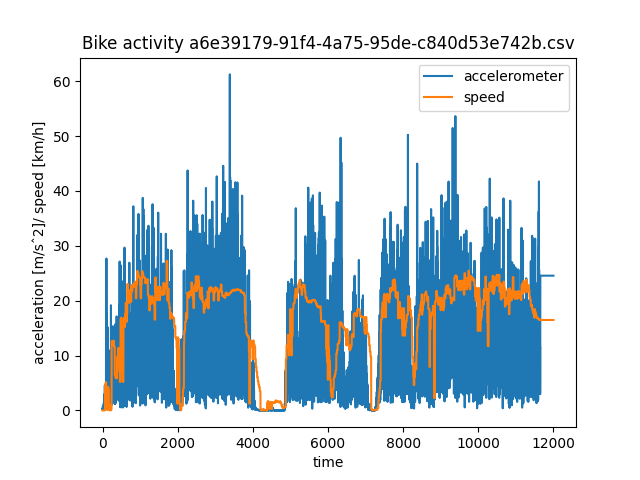 Bike activity a6e39179-91f4-4a75-95de-c840d53e742b.csv
accelerometer
speed
acceleration [m/s^2]/ speed [km/h]
60
50
40
30
20
10
0
0 2000 4000 6000 8000 10000 12000
time